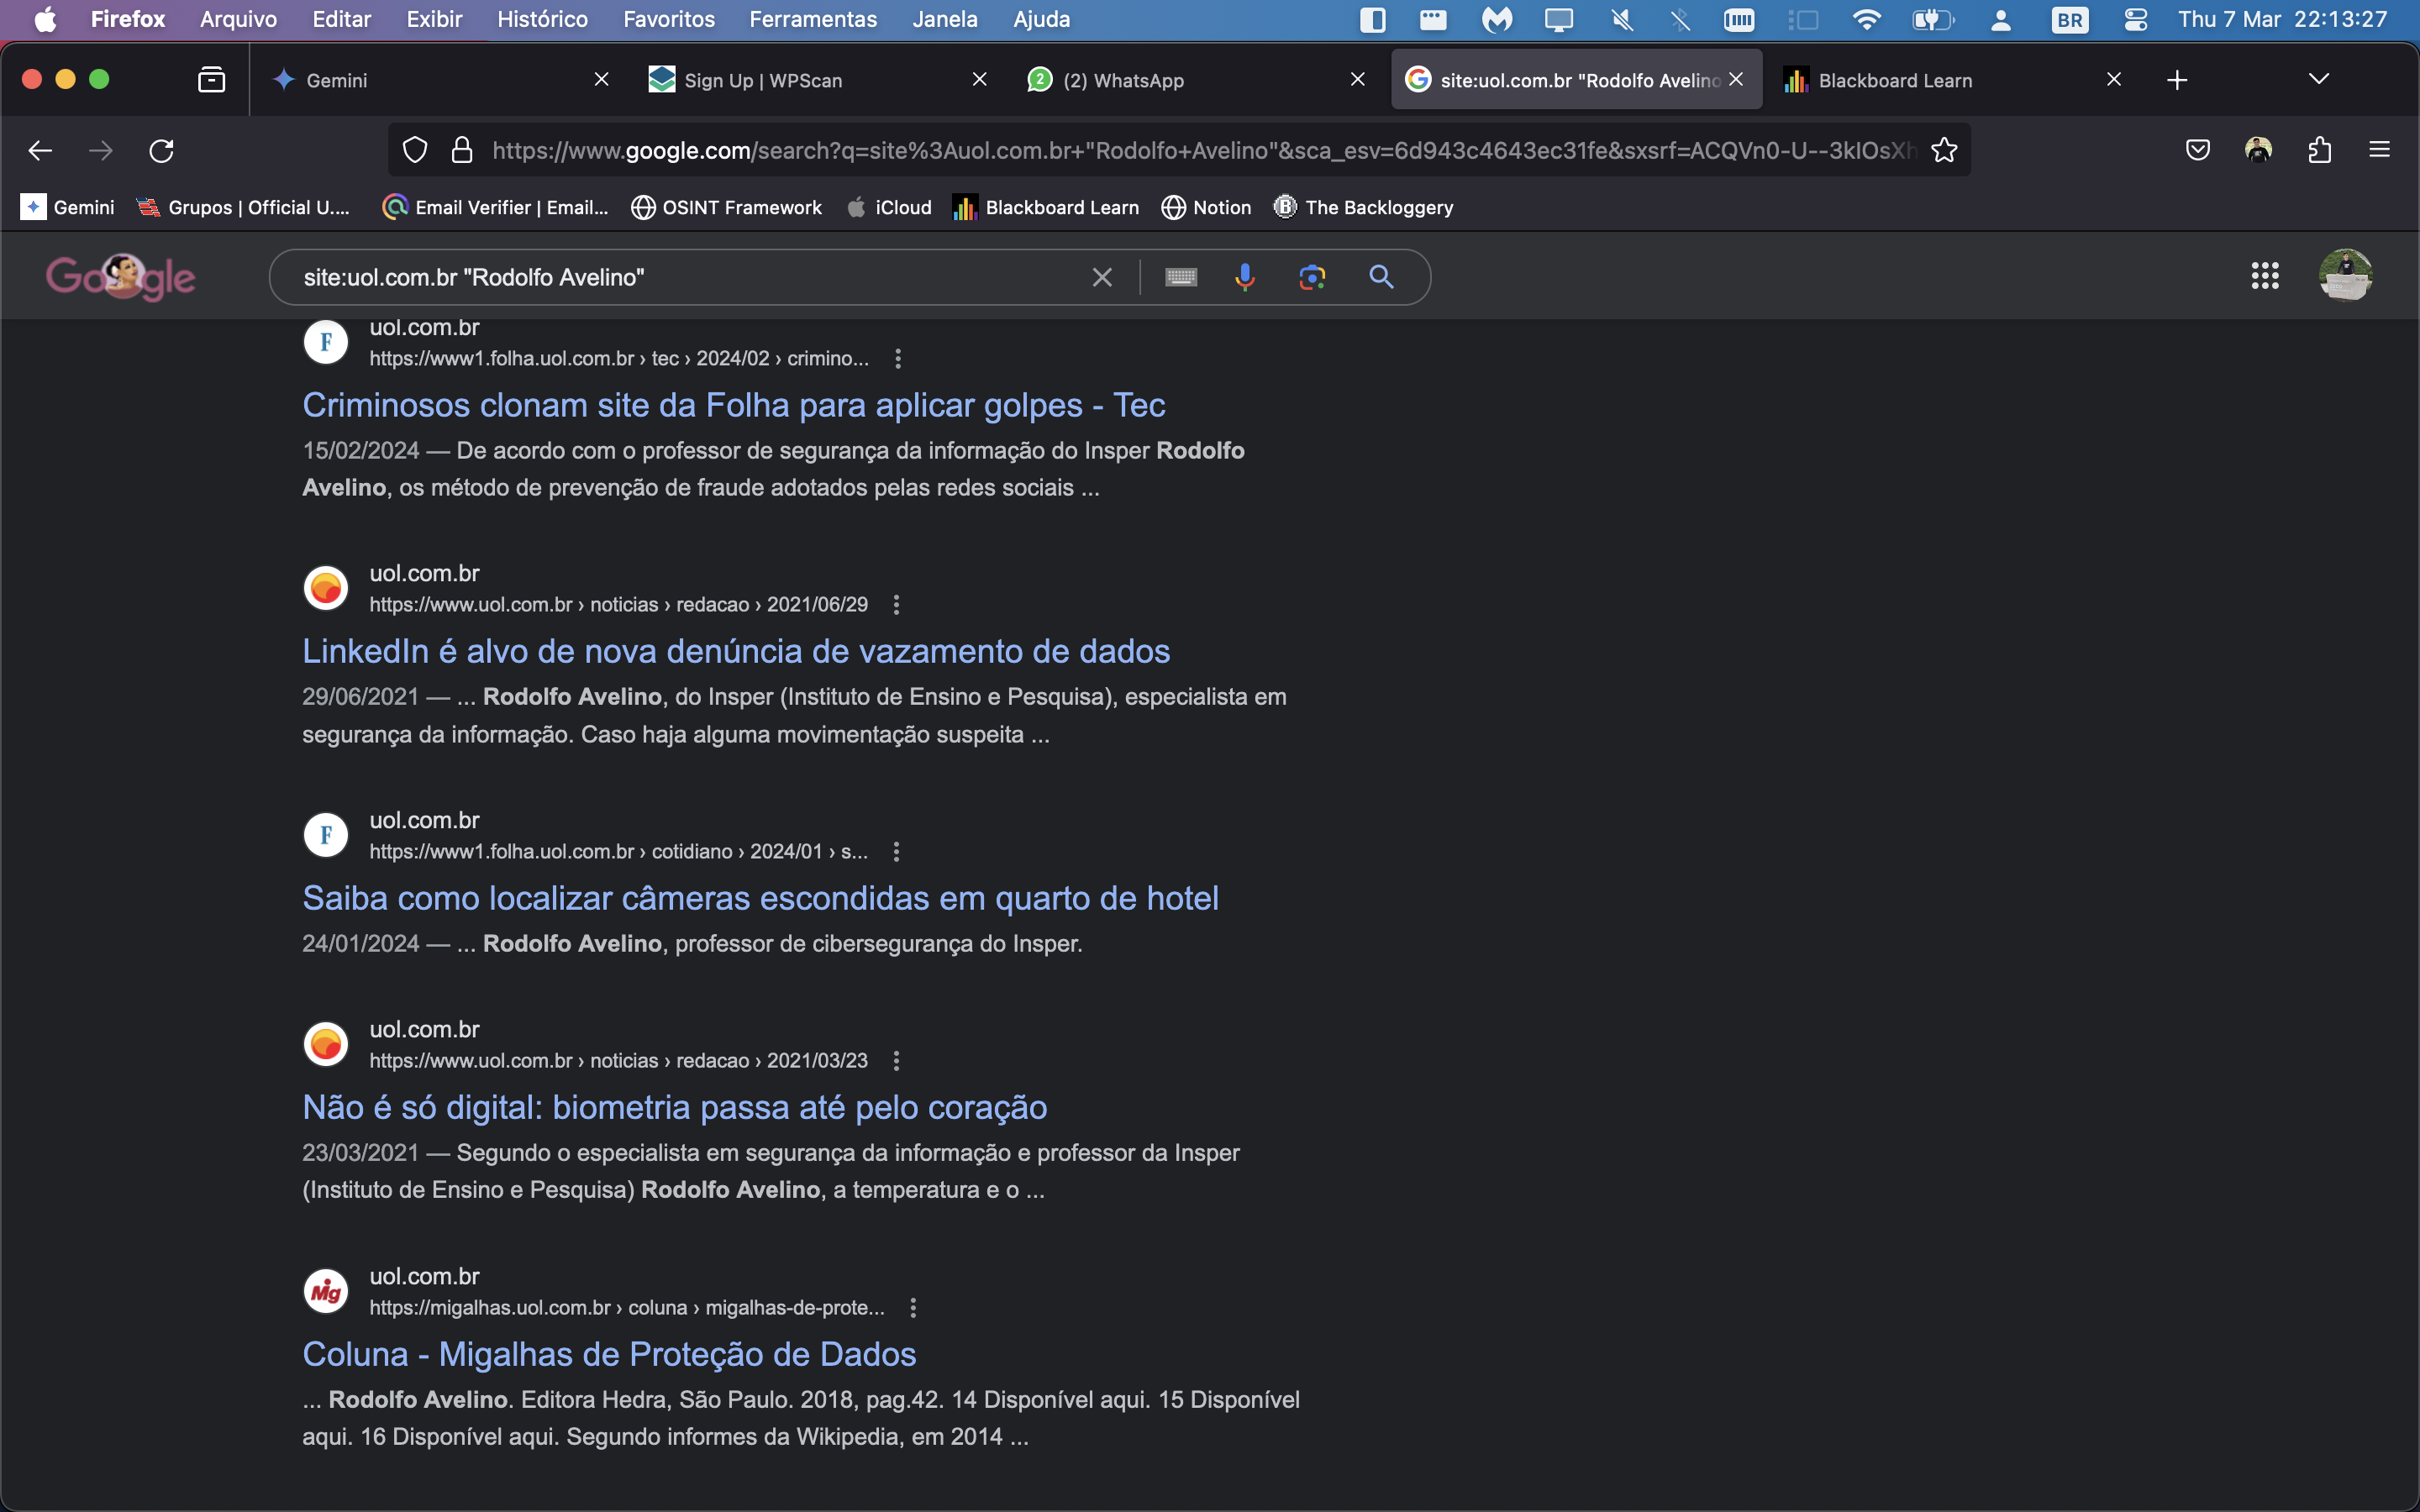 Firefox Arquivo Editar Exibir Histórico Favoritos Ferramentas Janela Ajuda BR Thu 7 Mar 22:13:27
Gemini Sign Up | WPScan 2 (2) WhatsApp site:uol.com.br "Rodolfo Avelino Blackboard Learn
https://www.google.com/search?q=site%3Auol.com.br+"Rodolfo+Avelino"&sca_esv=6d943c4643ec31fe&sxsrf=ACQVn0-U--3kIOsXh
Gemini Grupos | Official U.... Email Verifier | Email... OSINT Framework iCloud Blackboard Learn Notion The Backloggery
Google site:uol.com.br "Rodolfo Avelino"
F uol.com.br
https://www1.folha.uol.com.br › tec › 2024/02 › crimino...
Criminosos clonam site da Folha para aplicar golpes - Tec
15/02/2024 — De acordo com o professor de segurança da informação do Insper Rodolfo
Avelino, os método de prevenção de fraude adotados pelas redes sociais ...
uol.com.br
https://www.uol.com.br › noticias › redacao › 2021/06/29
LinkedIn é alvo de nova denúncia de vazamento de dados
29/06/2021 — ... Rodolfo Avelino, do Insper (Instituto de Ensino e Pesquisa), especialista em
segurança da informação. Caso haja alguma movimentação suspeita ...
F uol.com.br
https://www1.folha.uol.com.br › cotidiano › 2024/01 › s...
Saiba como localizar câmeras escondidas em quarto de hotel
24/01/2024 — ... Rodolfo Avelino, professor de cibersegurança do Insper.
uol.com.br
https://www.uol.com.br › noticias › redacao › 2021/03/23
Não é só digital: biometria passa até pelo coração
23/03/2021 — Segundo o especialista em segurança da informação e professor da Insper
(Instituto de Ensino e Pesquisa) Rodolfo Avelino, a temperatura e o ...
Mig uol.com.br
https://migalhas.uol.com.br › coluna › migalhas-de-prote...
Coluna - Migalhas de Proteção de Dados
... Rodolfo Avelino. Editora Hedra, São Paulo. 2018, pag.42. 14 Disponível aqui. 15 Disponível
aqui. 16 Disponível aqui. Segundo informes da Wikipedia, em 2014 ...